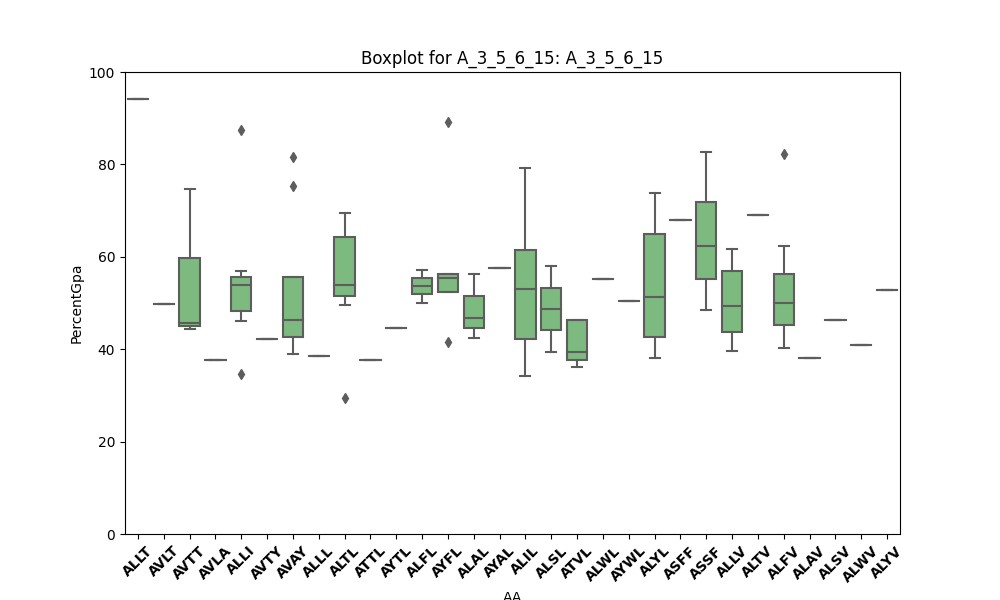 Boxplot for A_3_5_6_15: A_3_5_6_15
100
80
60
40
20
0
PercentGpa
ALLT
AVLT
AVTT
AVLA
ALLI
AVTY
AVAY
ALLL
ALTL
ATTL
AYTL
ALFL
AYFL
ALAL
AYAL
ALIL
ALSL
ATVL
ALWL
AYWL
ALYL
ASFF
ASSF
ALLV
ALTV
ALFV
ALAV
ALSV
ALWV
ALYV
AA